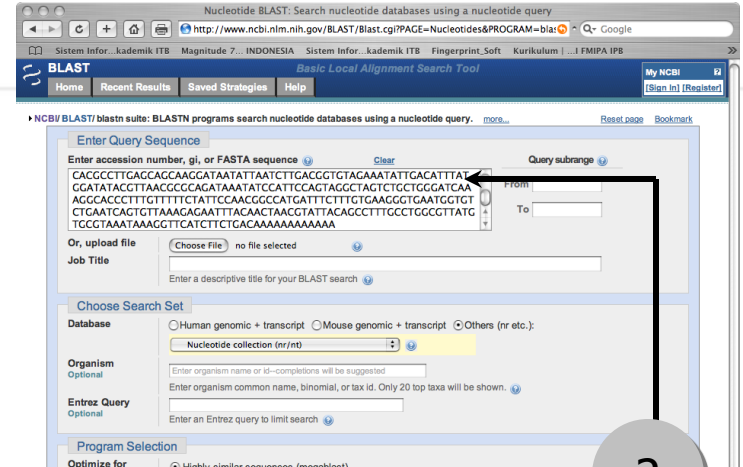 Nucleotide BLAST: Search nucleotide databases using a nucleotide query
http://www.ncbi.nlm.nih.gov/BLAST/Blast.cgi?PAGE=Nucleotides&PROGRAM=blas
Q- Google
Sistem Infor...kademik ITB Magnitude 7... INDONESIA Sistem Infor...kademik ITB Fingerprint_Soft Kurikulum | ...I FMIPA IPB »
BLAST Basic Local Alignment Search Tool My NCBI
Home Recent Results Saved Strategies Help [Sign In] [Register]
NCBI/ BLAST/ blastn suite: BLASTN programs search nucleotide databases using a nucleotide query. more... Reset page Bookmark
Enter Query Sequence
Enter accession number, gi, or FASTA sequence Clear Query subrange
CACGCCTTGAGCAGCAAGGATAATATTAATCTTGACGGTGTAGAAATATTGACATTTAT
GGATATACGTTAACGCGCAGATAAATATCCATTCCAGTAGGCTAGTCTGCTGGGATCAA
From
AGGCACCCTTTGTTTTTCTATTCCAACGGCCATGATTTCTTTGTGAAGGGTGAATGGTGT
CTGAATCAGTGTTAAAGAGAATTTACAACTAACGTATTACAGCCTTTGCCTGGCGTTATG
To
TGCGTAAATAAAGGTTCATCTTCTGACAAAAAAAAAAAAA
Or, upload file Choose File no file selected
Job Title
Enter a descriptive title for your BLAST search
Choose Search Set
Database Human genomic + transcript Mouse genomic + transcript Others (nr etc.):
Nucleotide collection (nr/nt)
Organism
Optional
Enter organism name or id--completions will be suggested
Enter organism common name, binomial, or tax id. Only 20 top taxa will be shown.
Entrez Query
Optional
Enter an Entrez query to limit search
Program Selection
Optimize for Highly similar sequences (megablast)